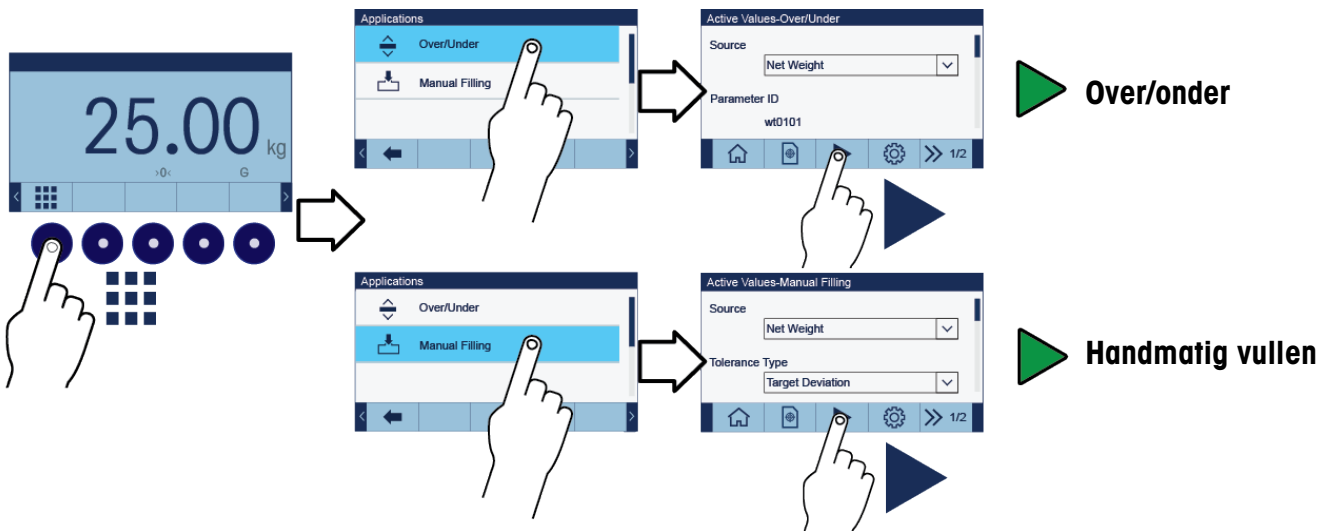 25.00 kg
›0‹ G
Applications
Over/Under
Manual Filling
Active Values-Over/Under
Source
Net Weight
Parameter ID
wt0101
1/2
Over/onder
Applications
Over/Under
Manual Filling
Active Values-Manual Filling
Source
Net Weight
Tolerance Type
Target Deviation
1/2
Handmatig vullen